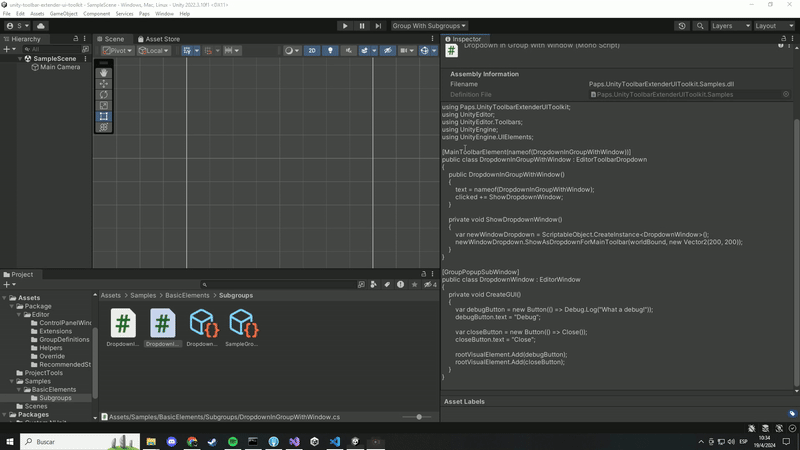 unity-toolbar-extender-ui-toolkit - SampleScene - Windows, Mac, Linux - Unity 2022.3.19f1 <DX11>
File Edit Assets GameObject Component Services Paps Window Help
S
Group With Subgroups
Layers
Layout
Hierarchy
All
SampleScene
Main Camera
Scene
Asset Store
Pivot
Local
2D
Inspector
Dropdown In Group With Window (Mono Script)
Assembly Information
Filename Paps.UnityToolbarExtenderUIToolkit.Samples.dll
Definition File Paps.UnityToolbarExtenderUIToolkit.Samples
using Paps.UnityToolbarExtenderUIToolkit;
using UnityEditor;
using UnityEditor.Toolbars;
using UnityEngine;
using UnityEngine.UIElements;
[MainToolbarElement(nameof(DropdownInGroupWithWindow))]
public class DropdownInGroupWithWindow : EditorToolbarDropdown
{
public DropdownInGroupWithWindow()
{
text = nameof(DropdownInGroupWithWindow);
clicked += ShowDropdownWindow;
}
private void ShowDropdownWindow()
{
var newWindowDropdown = ScriptableObject.CreateInstance<DropdownWindow>();
newWindowDropdown.ShowAsDropdownForMainToolbar(worldBound, new Vector2(200, 200));
}
}
[GroupPopupSubWindow]
public class DropdownWindow : EditorWindow
{
private void CreateGUI()
{
var debugButton = new Button(() => Debug.Log("What a debug!"));
debugButton.text = "Debug";
var closeButton = new Button(() => Close());
closeButton.text = "Close";
rootVisualElement.Add(debugButton);
rootVisualElement.Add(closeButton);
}
}
Asset Labels
Project
4
Assets
Package
Editor
ControlPanelWin
Extensions
GroupDefinitions
Helpers
Override
RecommendedSt
ProjectTools
Samples
BasicElements
Subgroups
Scenes
Packages
Assets > Samples > BasicElements > Subgroups
DropdownI...
DropdownI...
Dropdown...
SampleGro...
Assets/Samples/BasicElements/Subgroups/DropdownInGroupWithWindow.cs
Buscar
ESP
10:34
19/4/2024